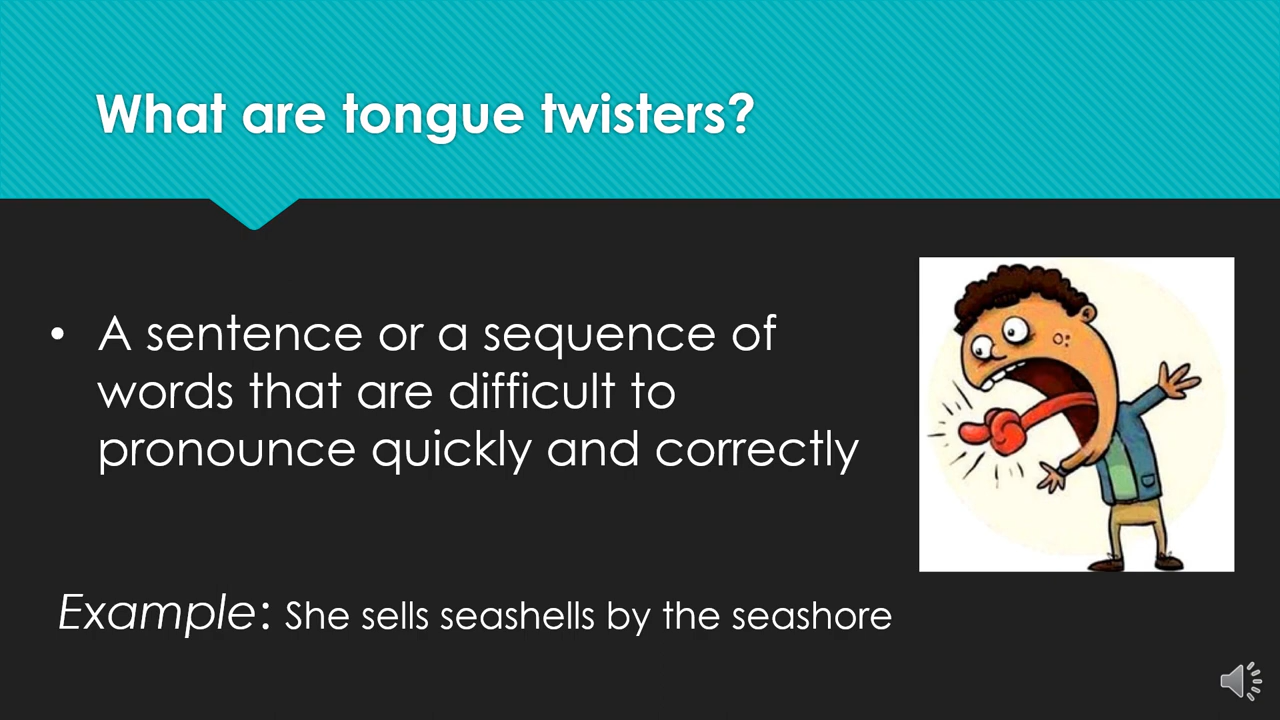 What are tongue twisters?
• A sentence or a sequence of
words that are difficult to
pronounce quickly and correctly
Example: She sells seashells by the seashore